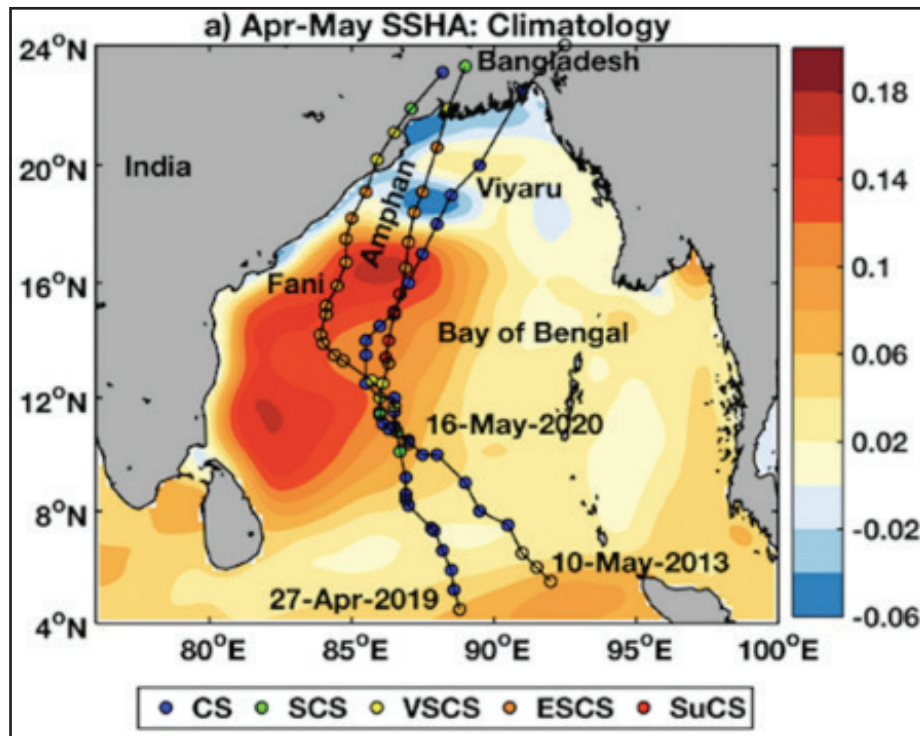 a) Apr-May SSHA: Climatology
24°N
20°N
16°N
12°N
8°N
4°N
Bangladesh
India
Amphan
Viyaru
Fani
Bay of Bengal
16-May-2020
10-May-2013
27-Apr-2019
80°E
85°E
90°E
95°E
100°E
0.18
0.14
0.1
0.06
0.02
-0.02
-0.06
CS SCS VSCS ESCS SuCS